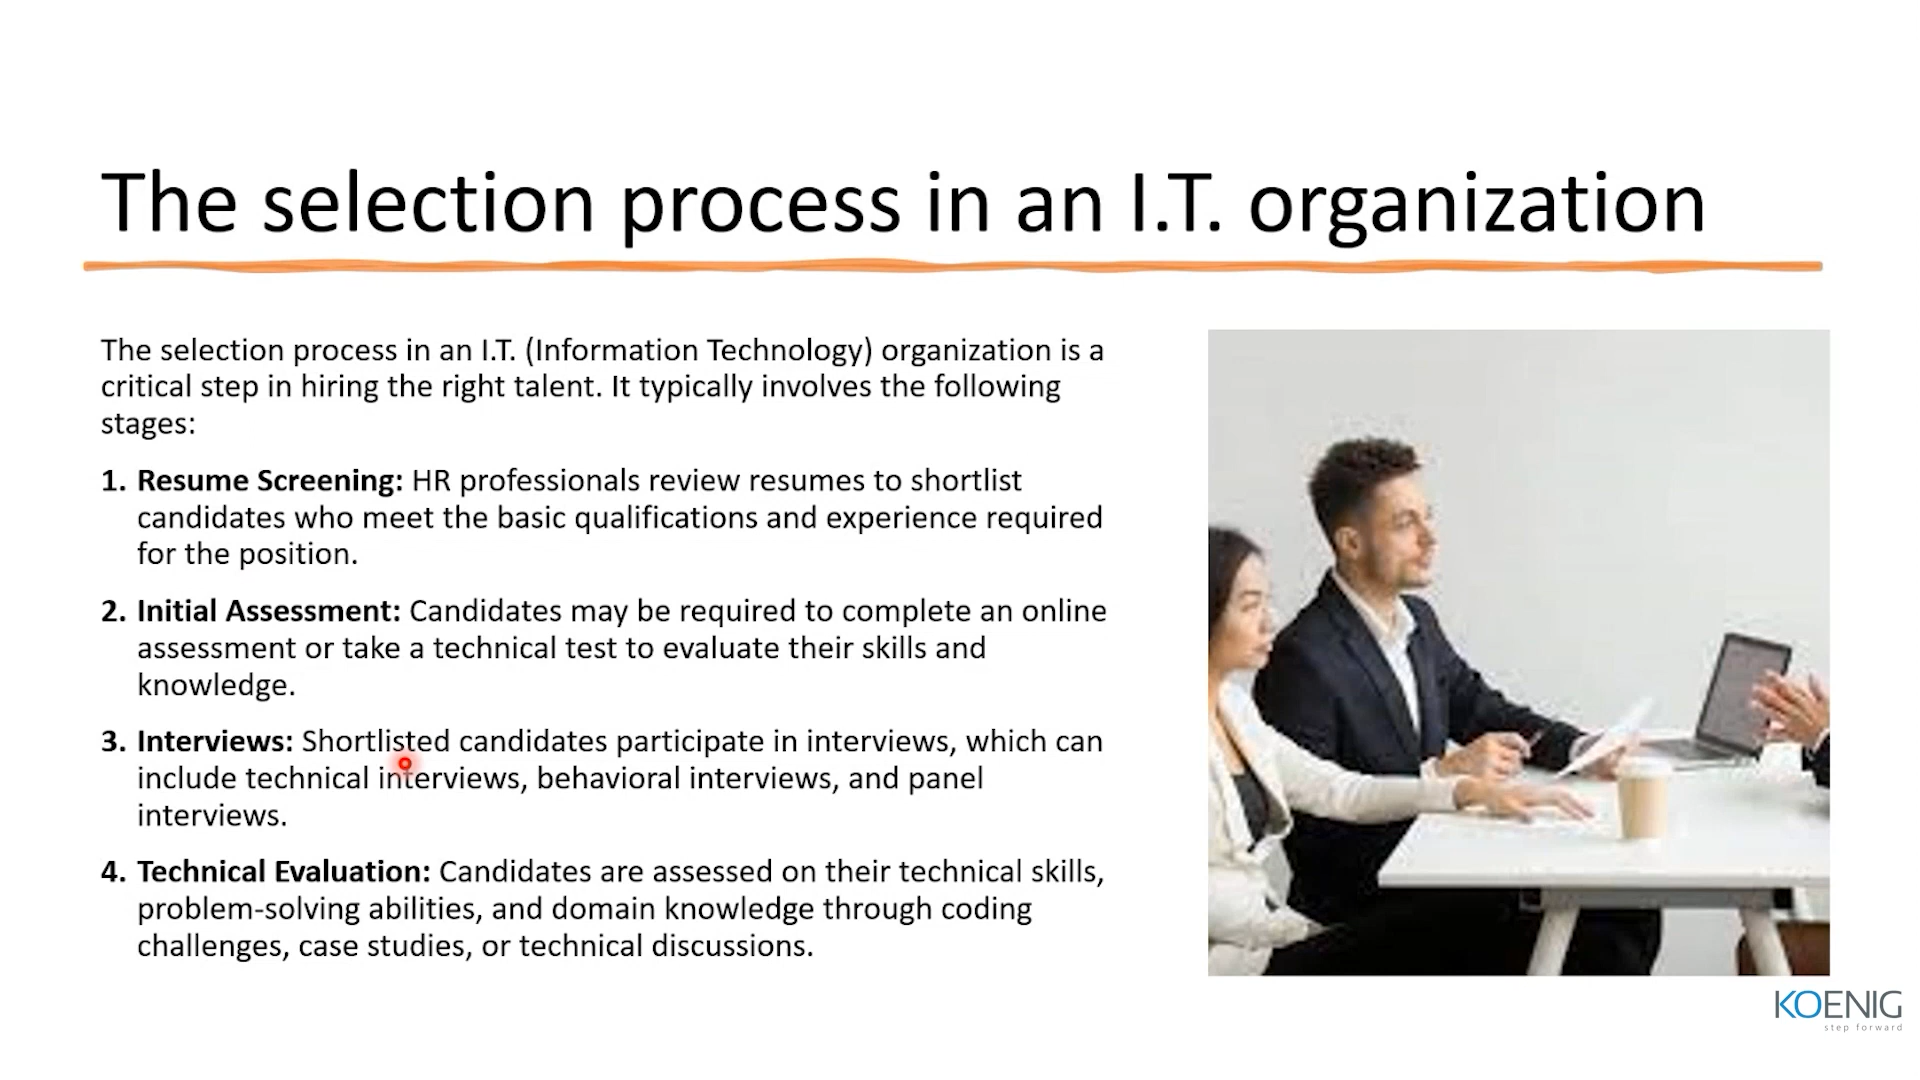 The selection process in an I.T. organization
The selection process in an I.T. (Information Technology) organization is a
critical step in hiring the right talent. It typically involves the following
stages:
1. Resume Screening: HR professionals review resumes to shortlist
candidates who meet the basic qualifications and experience required
for the position.
2. Initial Assessment: Candidates may be required to complete an online
assessment or take a technical test to evaluate their skills and
knowledge.
3. Interviews: Shortlisted candidates participate in interviews, which can
include technical interviews, behavioral interviews, and panel
interviews.
4. Technical Evaluation: Candidates are assessed on their technical skills,
problem-solving abilities, and domain knowledge through coding
challenges, case studies, or technical discussions.
KOENIG
step forward